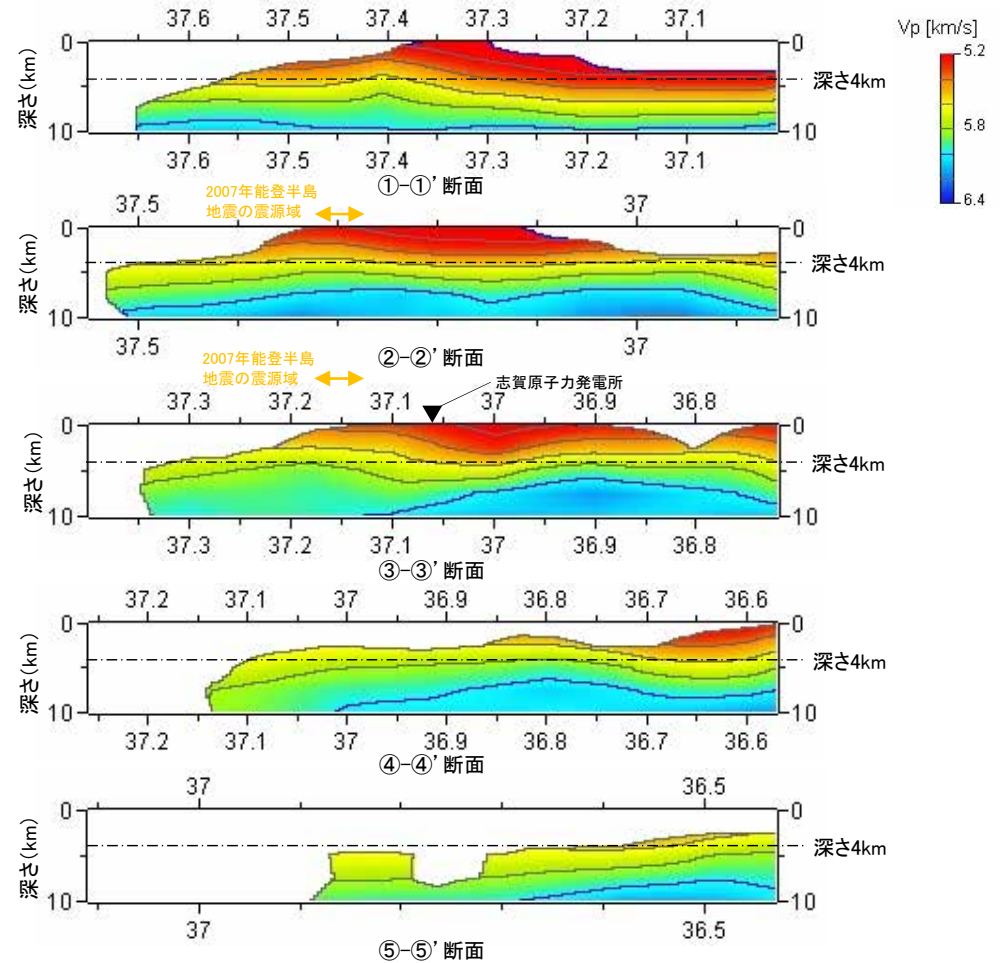 37.6 37.5 37.4 37.3 37.2 37.1
Vp [km/s]
5.2
5.8
6.4
深さ(km)
0 0
深さ4km
10 10
37.6 37.5 37.4 37.3 37.2 37.1
①-①’断面
2007年能登半島
地震の震源域
37.5 37
深さ(km)
0 0
深さ4km
10 10
37.5 37
②-②’断面
2007年能登半島
地震の震源域
志賀原子力発電所
37.3 37.2 37.1 37 36.9 36.8
深さ(km)
0 0
深さ4km
10 10
37.3 37.2 37.1 37 36.9 36.8
③-③’断面
37.2 37.1 37 36.9 36.8 36.7 36.6
深さ(km)
0 0
深さ4km
10 10
37.2 37.1 37 36.9 36.8 36.7 36.6
④-④’断面
37 36.5
深さ(km)
0 0
深さ4km
10 10
37 36.5
⑤-⑤’断面